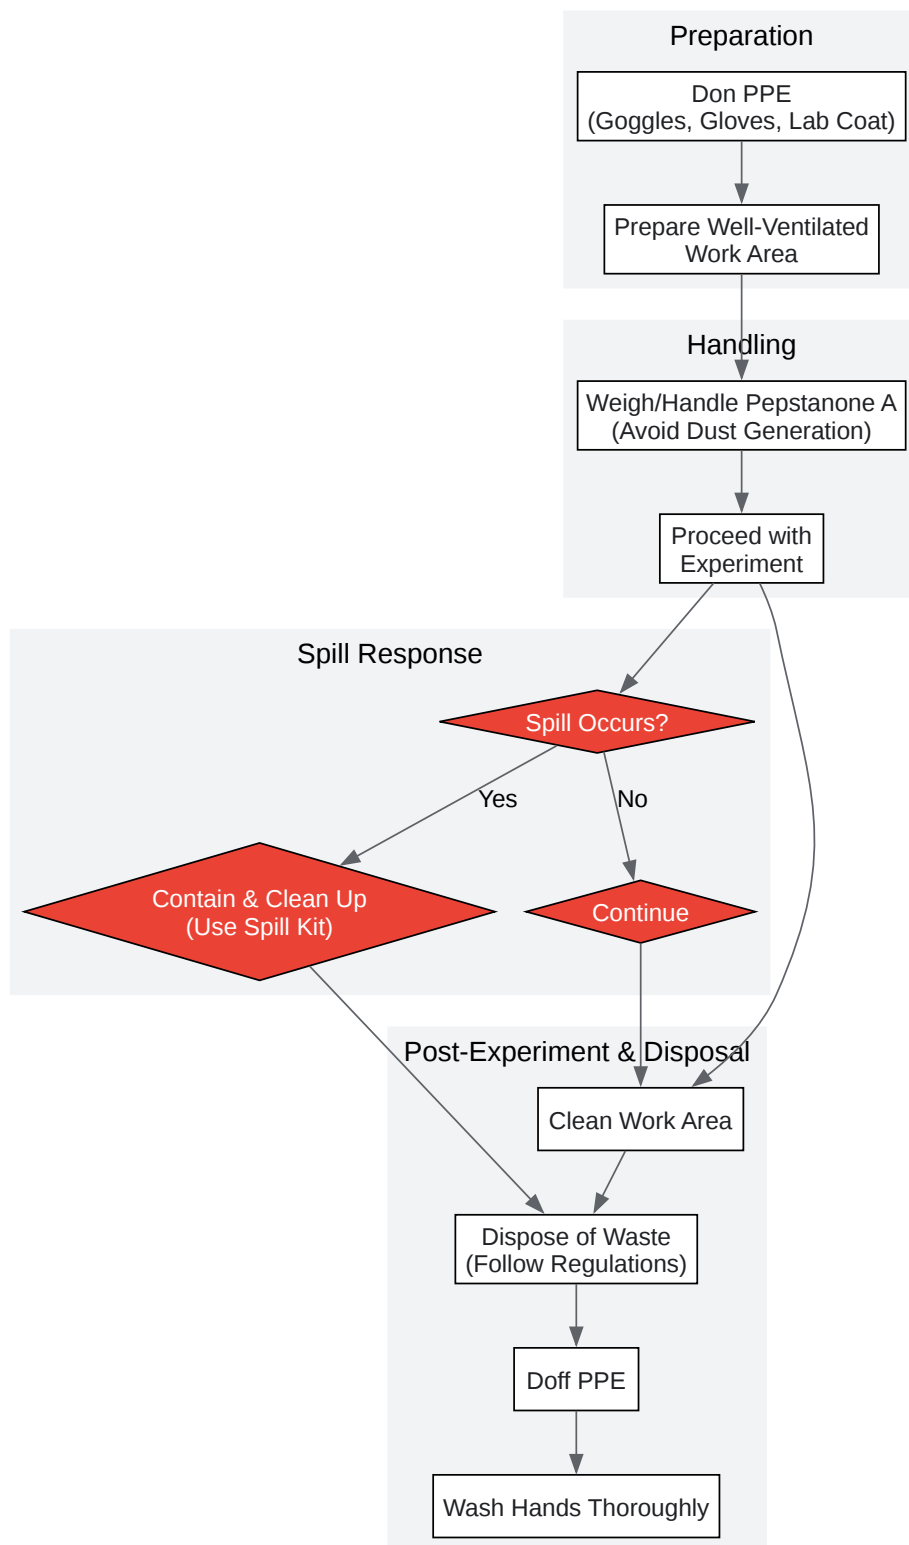 Preparation
Don PPE
(Goggles, Gloves, Lab Coat)
Prepare Well-Ventilated
Work Area
Handling
Weigh/Handle Pepstanone A
(Avoid Dust Generation)
Proceed with
Experiment
Spill Response
Spill Occurs?
Yes
No
Contain & Clean Up
(Use Spill Kit)
Continue
Post-Experiment & Disposal
Clean Work Area
Dispose of Waste
(Follow Regulations)
Doff PPE
Wash Hands Thoroughly